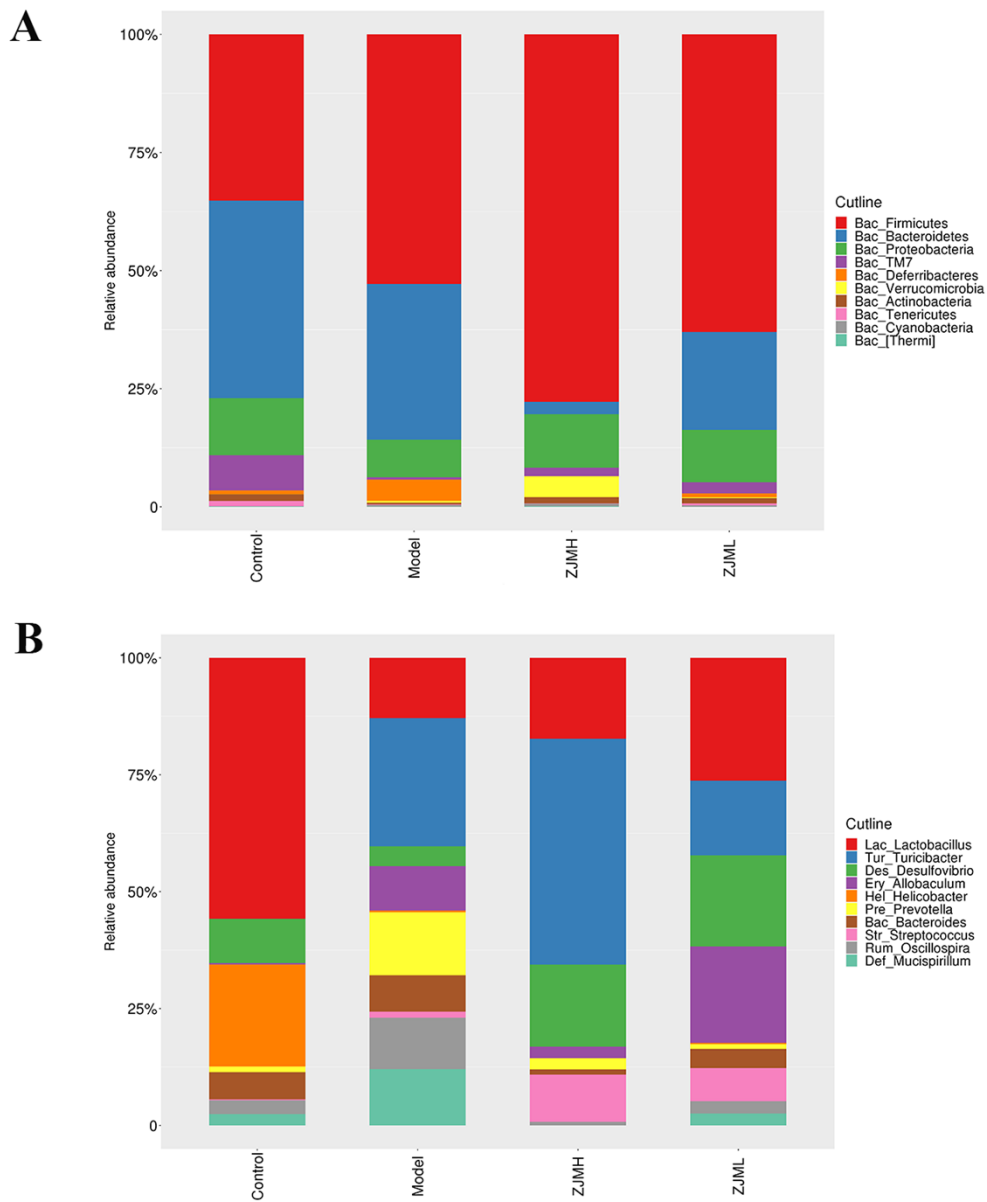 A
100%
75%
50%
25%
0
Relative abundance
Control
Model
ZJMH
ZJML
Cutline
Bac_Firmicutes
Bac_Bacteroidetes
Bac_Proteobacteria
Bac_TM7
Bac_Deferribacteres
Bac_Verrucomicrobia
Bac_Actinobacteria
Bac_Tenericutes
Bac_Cyanobacteria
Bac_[Thermi]
B
100%
75%
50%
25%
0
Relative abundance
Control
Model
ZJMH
ZJML
Cutline
Lac_Lactobacillus
Tur_Turicibacter
Des_Desulfovibrio
Ery_Allobaculum
Hel_Helicobacter
Pre_Prevotella
Bac_Bacteroides
Str_Streptococcus
Rum_Oscillospira
Def_Mucispirillum